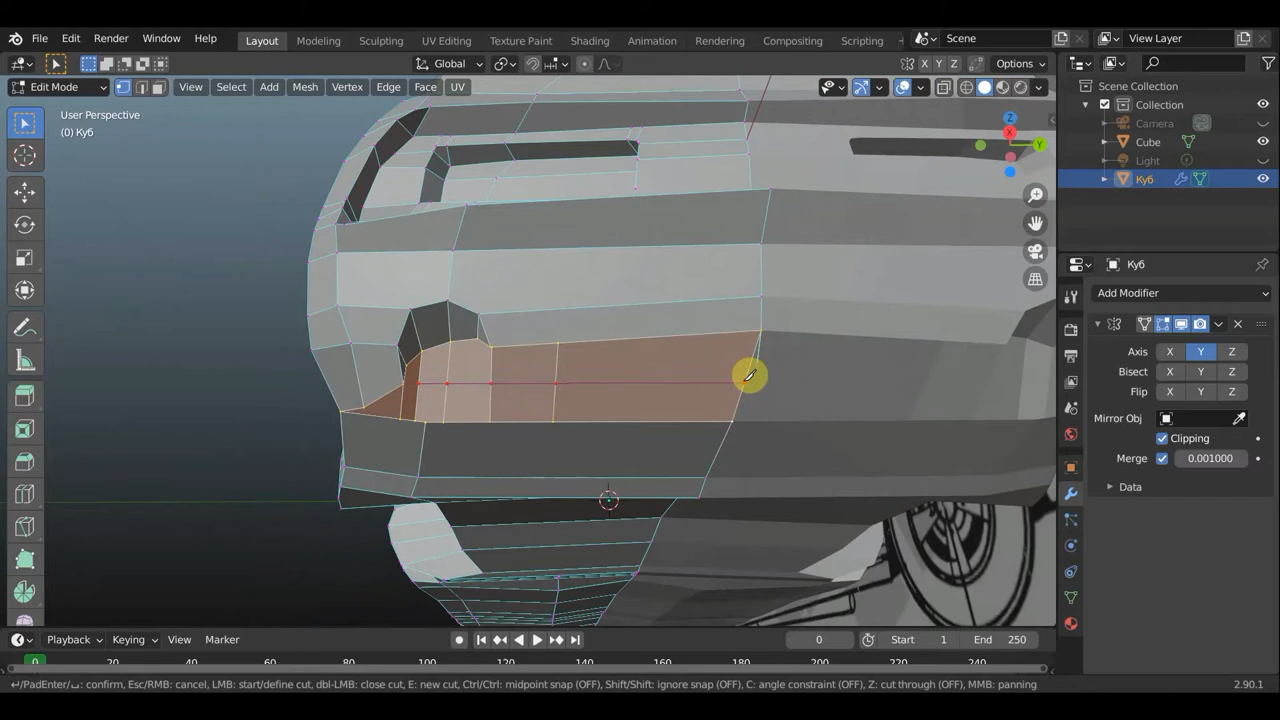 File Edit Render Window Help Layout Modeling Sculpting UV Editing Texture Paint Shading Animation Rendering Compositing Scripting Scene View Layer
Global Options
Edit Mode View Select Add Mesh Vertex Edge Face UV
User Perspective
(0) Куб
X Y Z
Z
X
Y
Scene Collection
Collection
Camera
Cube
Light
Куб
Куб
Add Modifier
Axis X Y Z
Bisect X Y Z
Flip X Y Z
Mirror Obj
Clipping
Merge 0.001000
Data
Playback Keying View Marker 0 Start 1 End 250
0 20 40 60 80 100 120 140 160 180 200 220 240
↵/PadEnter/␣: confirm, Esc/RMB: cancel, LMB: start/define cut, dbl-LMB: close cut, E: new cut, Ctrl/Ctrl: midpoint snap (OFF), Shift/Shift: ignore snap (OFF), C: angle constraint (OFF), Z: cut through (OFF), MMB: panning 2.90.1